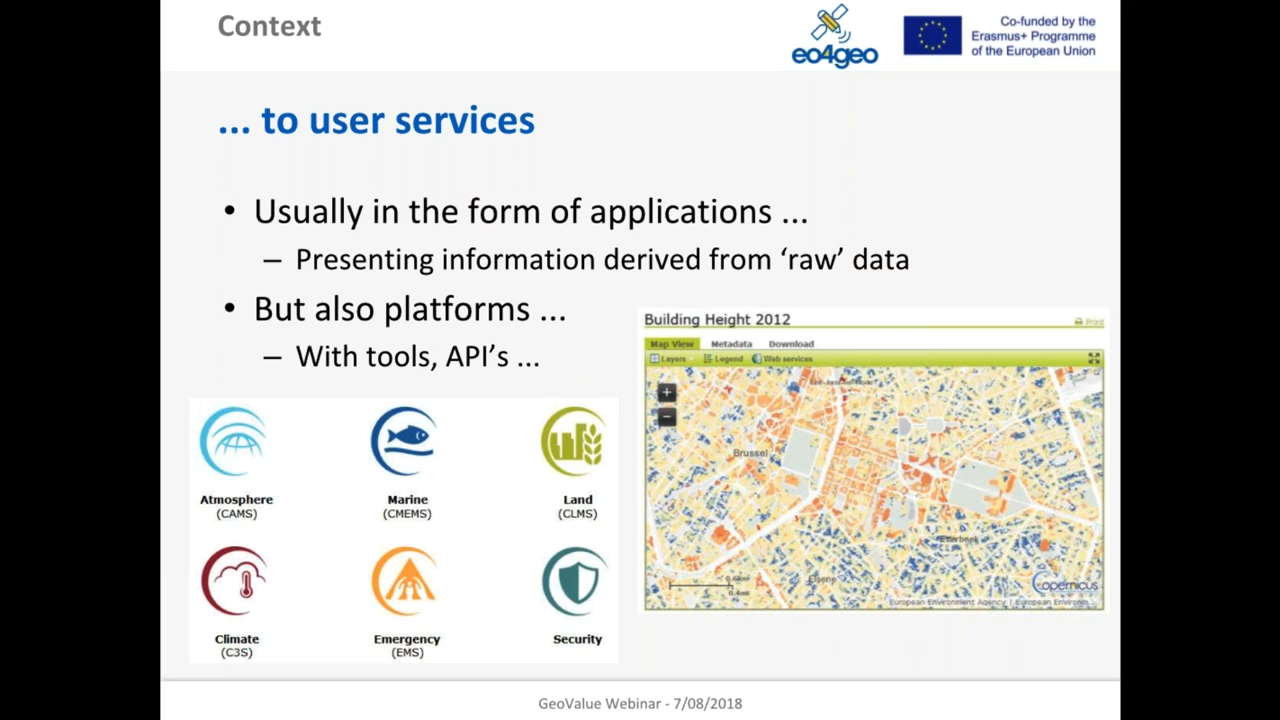 Context
eo4geo
Co-funded by the
Erasmus+ Programme
of the European Union
... to user services
• Usually in the form of applications ...
– Presenting information derived from ‘raw’ data
• But also platforms ...
– With tools, API’s ...
Atmosphere
(CAMS)
Marine
(CMEMS)
Land
(CLMS)
Climate
(C3S)
Emergency
(EMS)
Security
Building Height 2012
Print
Map View Metadata Download
Layers Legend Web services
+
−
Brussel
Etterbeek
Elsene
Copernicus
European Environment Agency | European Environ...
GeoValue Webinar - 7/08/2018